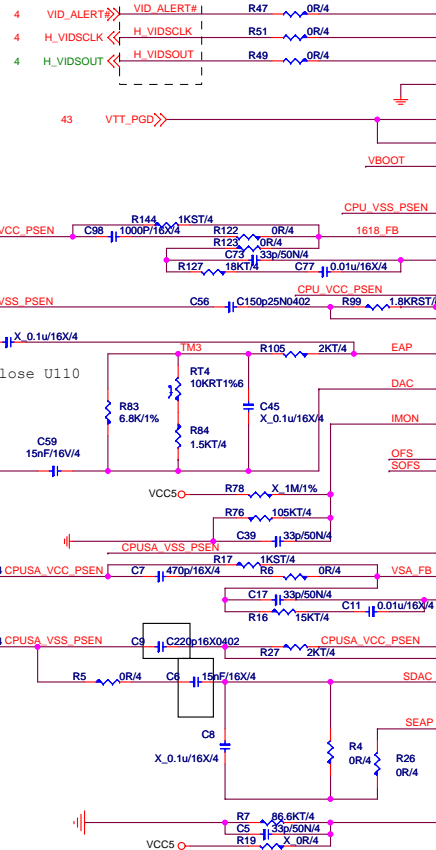 4 VID_ALERT# VID_ALERT# R47 0R/4
4 H_VIDSCLK H_VIDSCLK R51 0R/4
4 H_VIDSOUT H_VIDSOUT R49 0R/4
43 VTT_PGD
VBOOT
CPU_VSS_PSEN
R144 1KST/4
VCC_PSEN C98 1000P/16X/4 R122 0R/4 1618_FB
R123 0R/4
C73 33p/50N/4
R127 18KT/4 C77 0.01u/16X/4
CPU_VCC_PSEN
VSS_PSEN C56 C150p25N0402 R99 1.8KRST/4
X_0.1u/16X/4
TM3 R105 2KT/4 EAP
lose U110
RT4
10KRT1%6
DAC
R83
6.8K/1%
C45
X_0.1u/16X/4
IMON
R84
1.5KT/4
C59
15nF/16V/4
OFS
SOFS
VCC5 R78 X_1M/1%
R76 105KT/4
C39 33p/50N/4
CPUSA_VSS_PSEN
R17 1KST/4
CPUSA_VCC_PSEN C7 470p/16X/4 R6 0R/4 VSA_FB
C17 33p/50N/4
R16 15KT/4 C11 0.01u/16X/4
CPUSA_VSS_PSEN C9 C220p16X0402 CPUSA_VCC_PSEN
R27 2KT/4
R5 0R/4 C6 15nF/16X/4 SDAC
SEAP
C8
X_0.1u/16X/4
R4
0R/4
R26
0R/4
R7 86.6KT/4
C5 33p/50N/4
VCC5 R19 X_0R/4